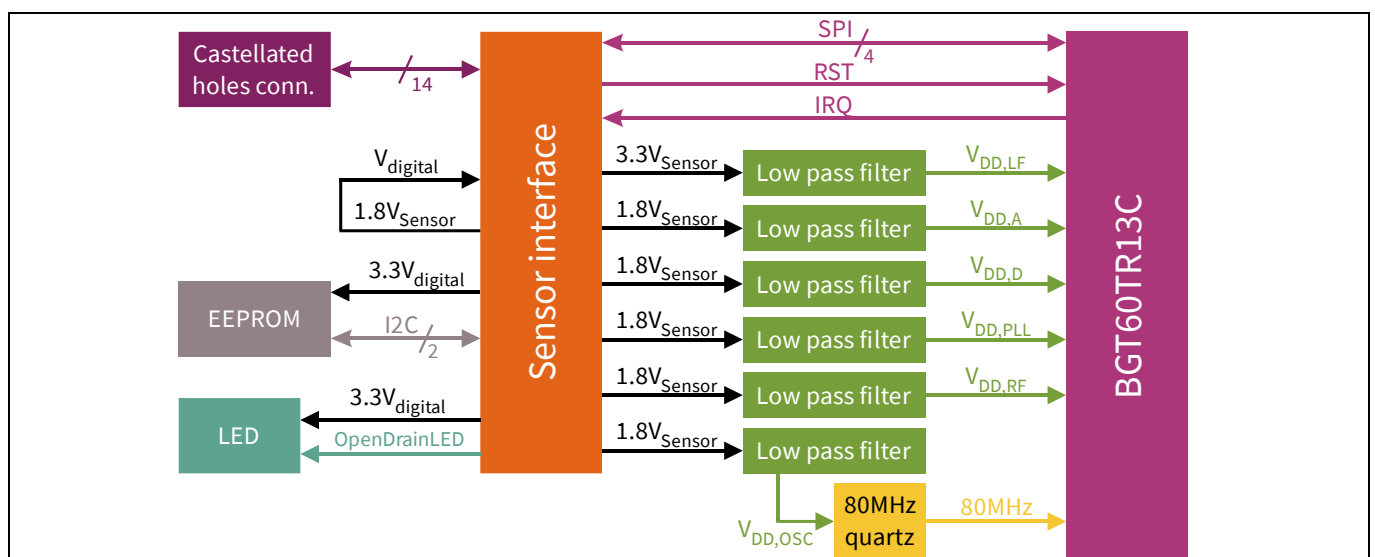 Castellated
holes conn.
14
Sensor interface
SPI
4
RST
IRQ
BGT60TR13C
Vdigital
1.8VSensor
3.3VSensor
Low pass filter
VDD,LF
1.8VSensor
Low pass filter
VDD,A
EEPROM
3.3Vdigital
I2C
2
1.8VSensor
Low pass filter
VDD,D
1.8VSensor
Low pass filter
VDD,PLL
LED
3.3Vdigital
OpenDrainLED
1.8VSensor
Low pass filter
VDD,RF
1.8VSensor
Low pass filter
VDD,OSC
80MHz
quartz
80MHz